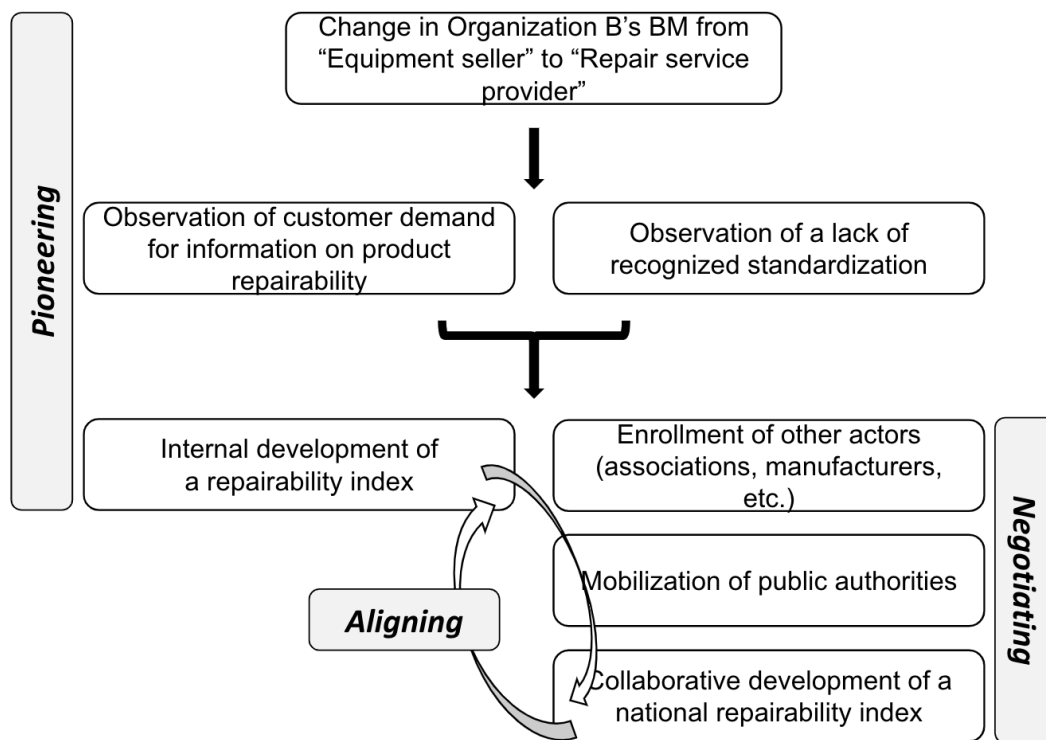 Change in Organization B’s BM from
“Equipment seller” to “Repair service
provider”
Pioneering
Observation of customer demand
for information on product
repairability
Observation of a lack of
recognized standardization
Internal development of
a repairability index
Enrollment of other actors
(associations, manufacturers,
etc.)
Negotiating
Mobilization of public authorities
Aligning
Collaborative development of a
national repairability index